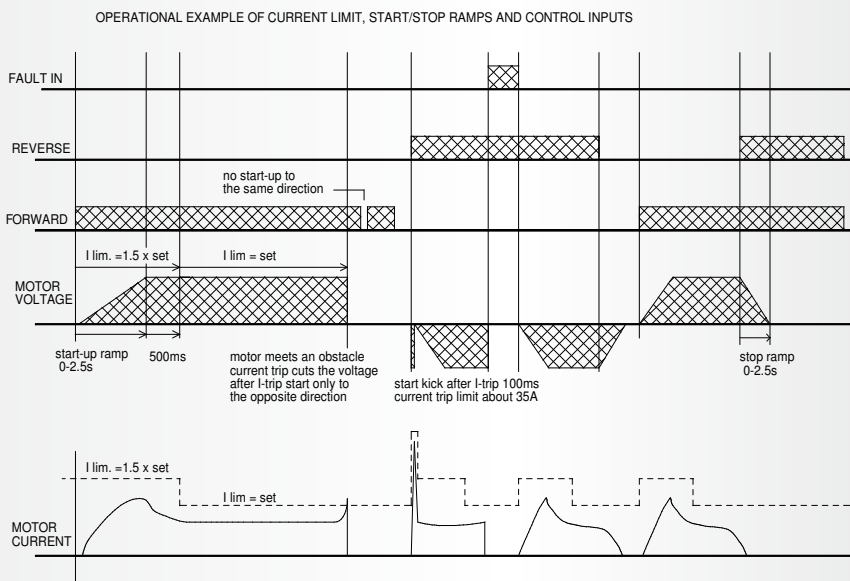 OPERATIONAL EXAMPLE OF CURRENT LIMIT, START/STOP RAMPS AND CONTROL INPUTS
FAULT IN
REVERSE
no start-up to
the same direction
FORWARD
I lim. =1.5 x set
I lim = set
MOTOR
VOLTAGE
start-up ramp
0-2.5s
500ms
motor meets an obstacle
current trip cuts the voltage
after I-trip start only to
the opposite direction
start kick after I-trip 100ms
current trip limit about 35A
stop ramp
0-2.5s
I lim. =1.5 x set
I lim = set
MOTOR
CURRENT